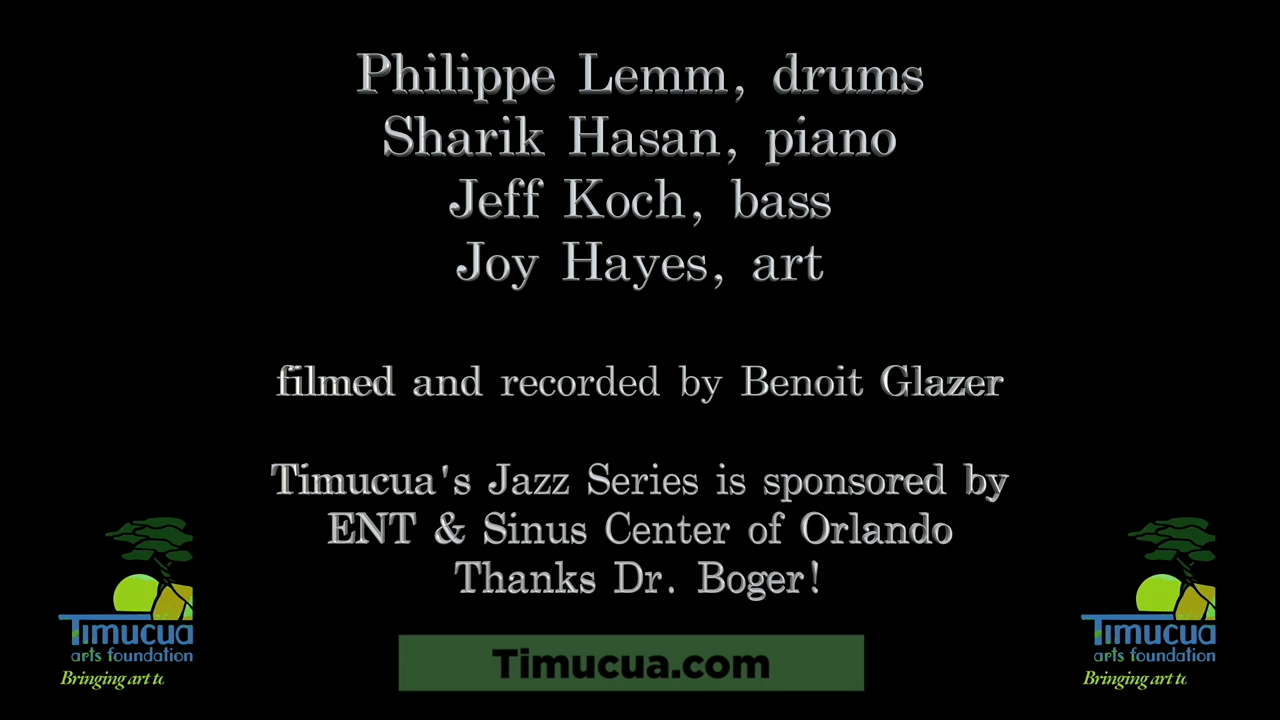 Philippe Lemm, drums
Sharik Hasan, piano
Jeff Koch, bass
Joy Hayes, art
filmed and recorded by Benoit Glazer
Timucua's Jazz Series is sponsored by
ENT & Sinus Center of Orlando
Thanks Dr. Boger!
Timucua
arts foundation
Bringing art t
Timucua.com
Timucua
arts foundation
Bringing art t